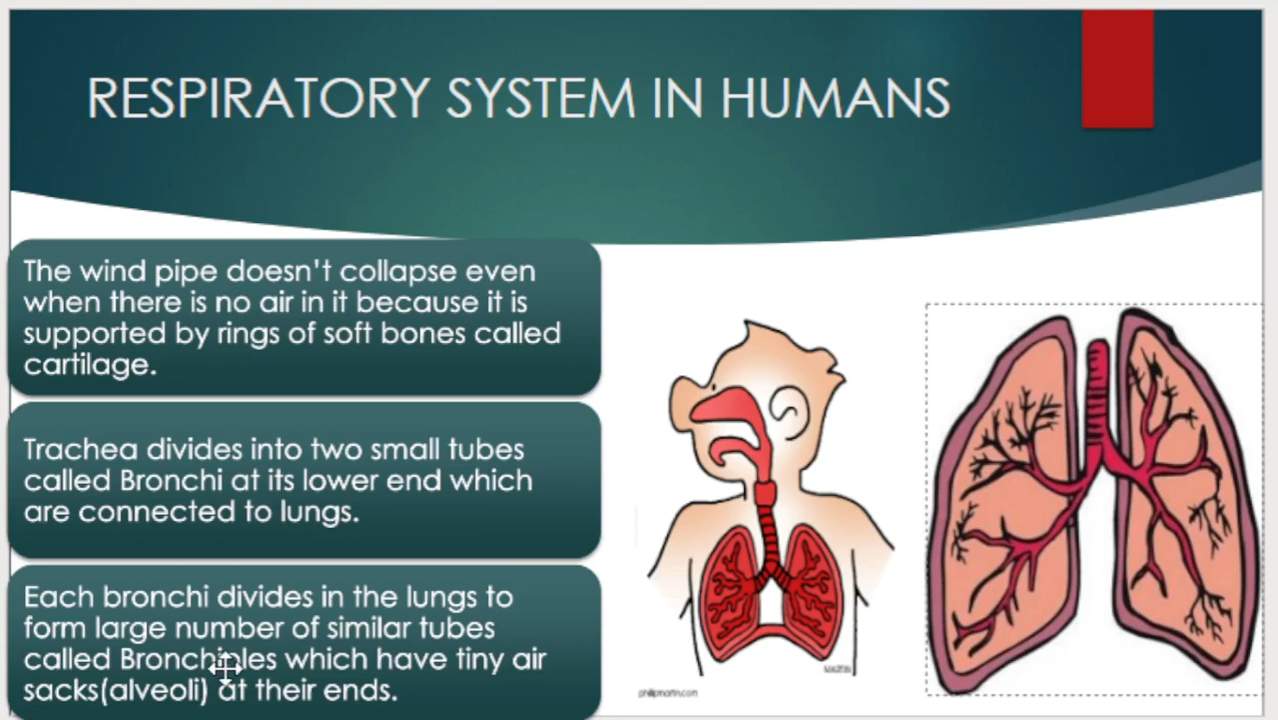 RESPIRATORY SYSTEM IN HUMANS
The wind pipe doesn't collapse even
when there is no air in it because it is
supported by rings of soft bones called
cartilage.
Trachea divides into two small tubes
called Bronchi at its lower end which
are connected to lungs.
Each bronchi divides in the lungs to
form large number of similar tubes
called Bronchioles which have tiny air
sacks(alveoli) at their ends.
MARTIN
phillipmartin.com